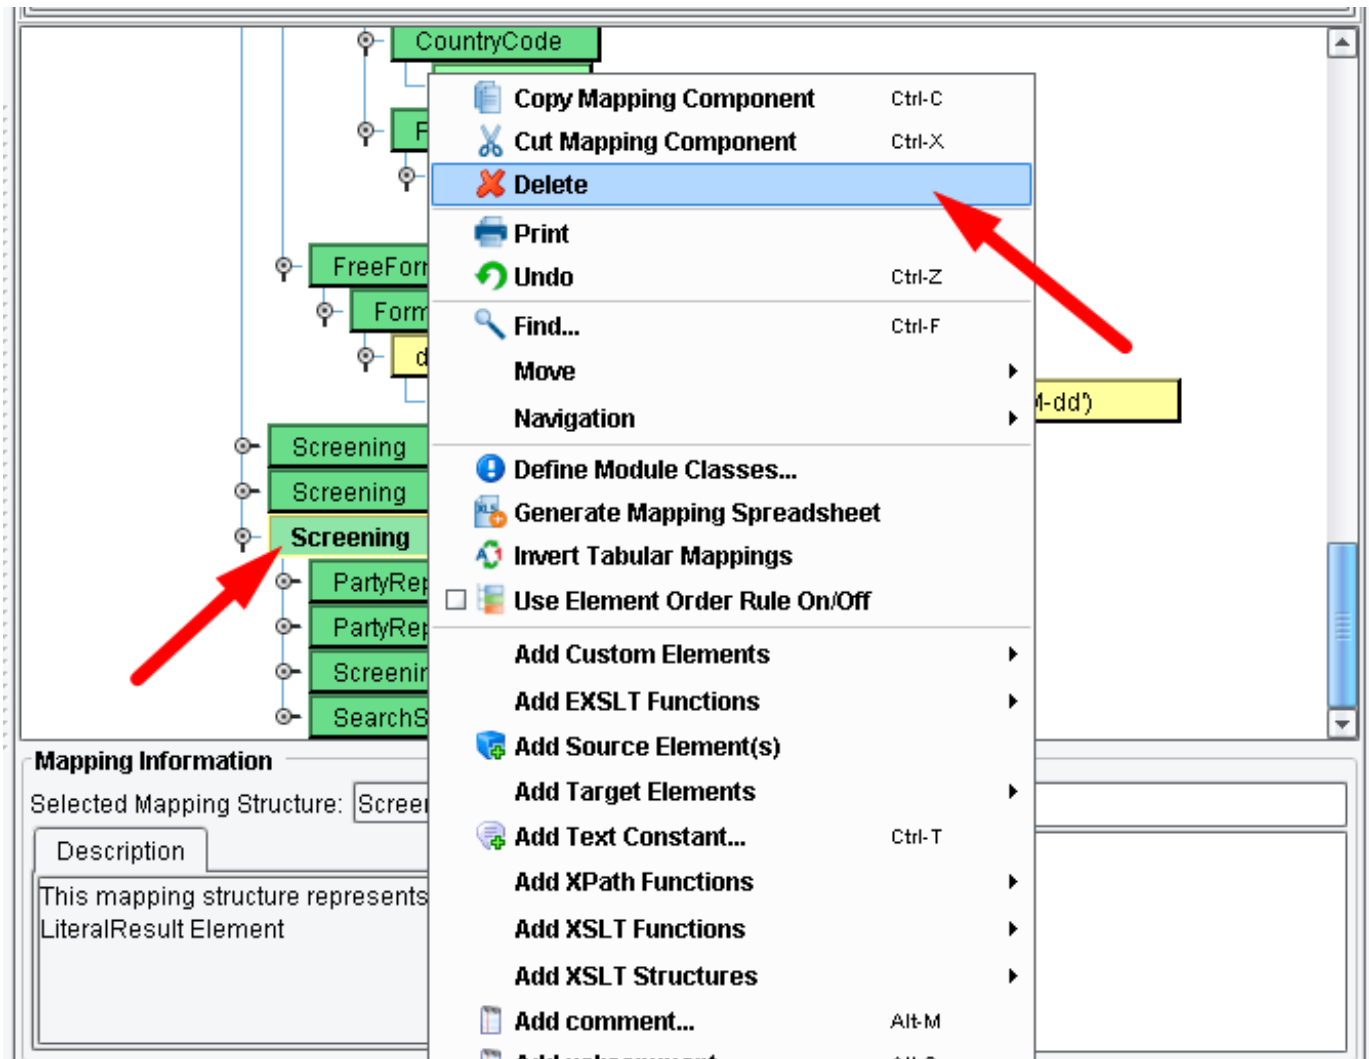 CountryCode
Copy Mapping Component Ctrl-C
F
Cut Mapping Component Ctrl-X
Delete
Print
FreeForm
Undo Ctrl-Z
Form
Find... Ctrl-F
d
Move
M-dd')
Navigation
Screening
Define Module Classes...
Screening
Generate Mapping Spreadsheet
Screening
Invert Tabular Mappings
PartyRep
Use Element Order Rule On/Off
PartyRep
Add Custom Elements
Screenin
Add EXSLT Functions
SearchS
Add Source Element(s)
Mapping Information
Add Target Elements
Selected Mapping Structure: Screen
Add Text Constant... Ctrl-T
Description
Add XPath Functions
This mapping structure represents
Add XSLT Functions
LiteralResult Element
Add XSLT Structures
Add comment... Alt-M